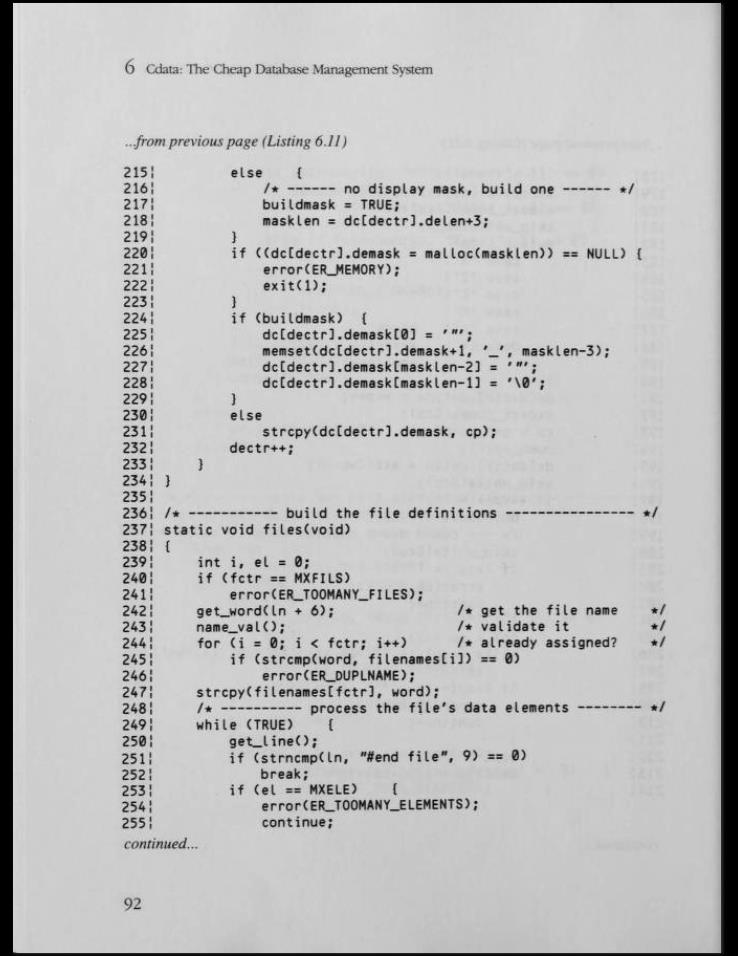 6 Cdata: The Cheap Database Management System
...from previous page (Listing 6.11)
215¦         else    {
216¦             /* ------ no display mask, build one ------ */
217¦             buildmask = TRUE;
218¦             masklen = dc[dectr].delen+3;
219¦         }
220¦         if ((dc[dectr].demask = malloc(masklen)) == NULL) {
221¦             error(ER_MEMORY);
222¦             exit(1);
223¦         }
224¦         if (buildmask)  {
225¦             dc[dectr].demask[0] = '"';
226¦             memset(dc[dectr].demask+1, '_', masklen-3);
227¦             dc[dectr].demask[masklen-2] = '"';
228¦             dc[dectr].demask[masklen-1] = '\0';
229¦         }
230¦         else
231¦             strcpy(dc[dectr].demask, cp);
232¦         dectr++;
233¦     }
234¦ }
235¦
236¦ /* ----------- build the file definitions ---------------- */
237¦ static void files(void)
238¦ {
239¦     int i, el = 0;
240¦     if (fctr == MXFILS)
241¦         error(ER_TOOMANY_FILES);
242¦     get_word(ln + 6);               /* get the file name    */
243¦     name_val();                     /* validate it          */
244¦     for (i = 0; i < fctr; i++)      /* already assigned?    */
245¦         if (strcmp(word, filenames[i]) == 0)
246¦             error(ER_DUPLNAME);
247¦     strcpy(filenames[fctr], word);
248¦     /* ---------- process the file's data elements -------- */
249¦     while (TRUE)    {
250¦         get_line();
251¦         if (strncmp(ln, "#end file", 9) == 0)
252¦             break;
253¦         if (el == MXELE)    {
254¦             error(ER_TOOMANY_ELEMENTS);
255¦             continue;
continued...
92